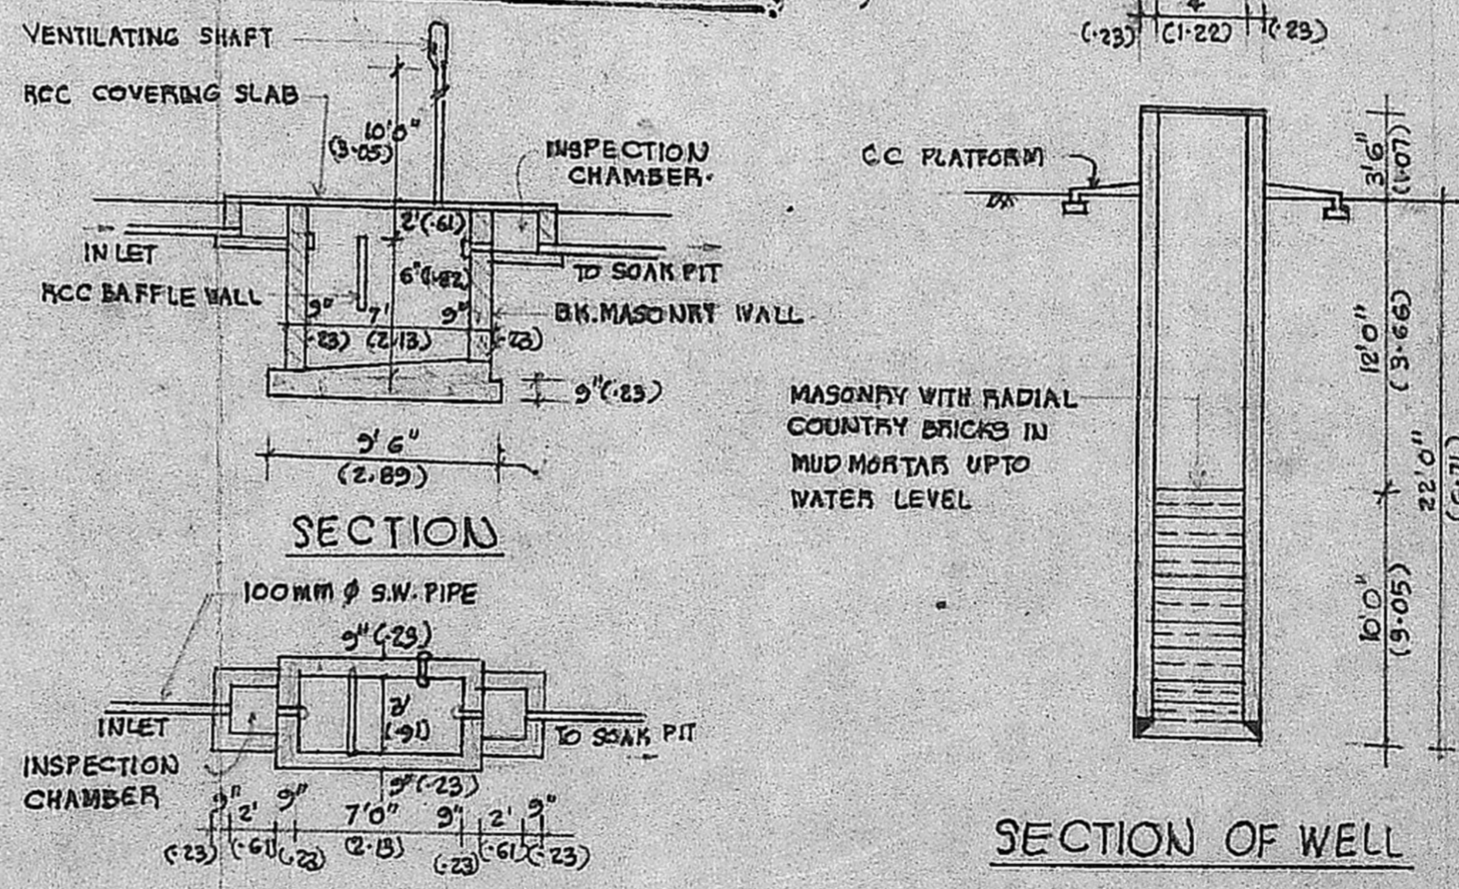 VENTILATING SHAFT
RCC COVERING SLAB
10'0"
(3.05)
INSPECTION
CHAMBER.
2'(.61)
INLET
TO SOAK PIT
RCC BAFFLE WALL
9" 7' 9"
BK. MASONRY WALL
(.23) (2.13) (.23)
9"(.23)
9'6"
(2.89)
SECTION
100mm ϕ S.W. PIPE
9"(.23)
(.91)
INLET
TO SOAK PIT
INSPECTION
CHAMBER
9"(.23)
9" 2' 9" 7'0" 9" 2' 9"
(.23) (.61) (.23) (2.13) (.23) (.61) (.23)
(.23) (1.22) (.23)
C.C PLATFORM
3'6"
(1.07)
12'0"
(3.66)
MASONRY WITH RADIAL
COUNTRY BRICKS IN
MUD MORTAR UPTO
WATER LEVEL
22'0"
10'0"
(3.05)
SECTION OF WELL